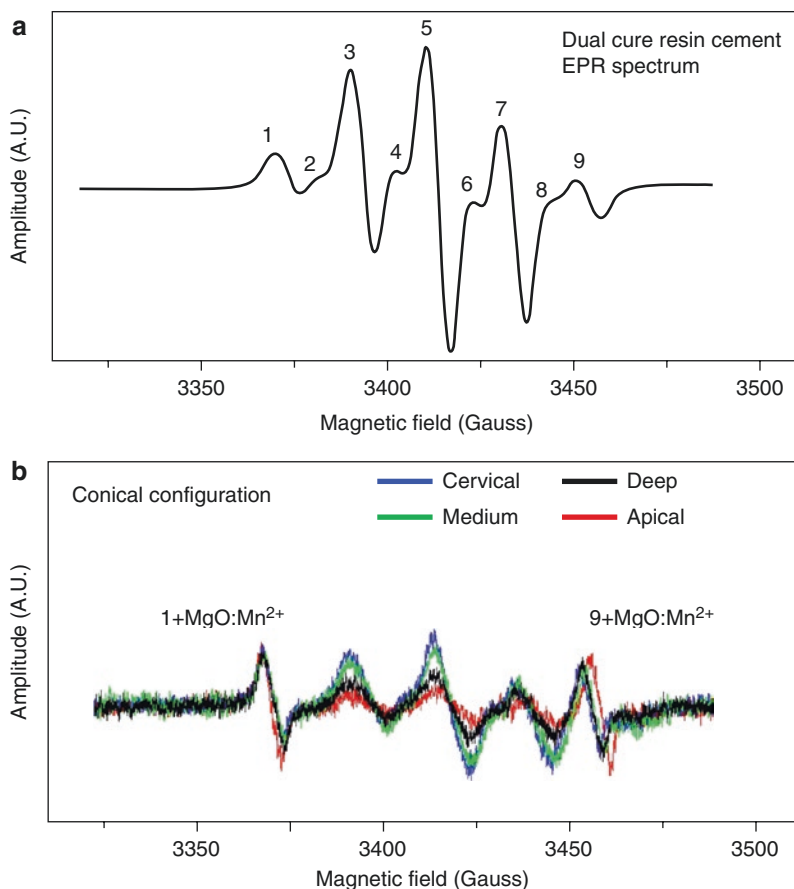 a
Dual cure resin cement
EPR spectrum
1
2
3
4
5
6
7
8
9
Amplitude (A.U.)
3350
3400
3450
3500
Magnetic field (Gauss)
b
Conical configuration
Cervical
Deep
Medium
Apical
1+MgO:Mn²⁺
9+MgO:Mn²⁺
Amplitude (A.U.)
3350
3400
3450
3500
Magnetic field (Gauss)